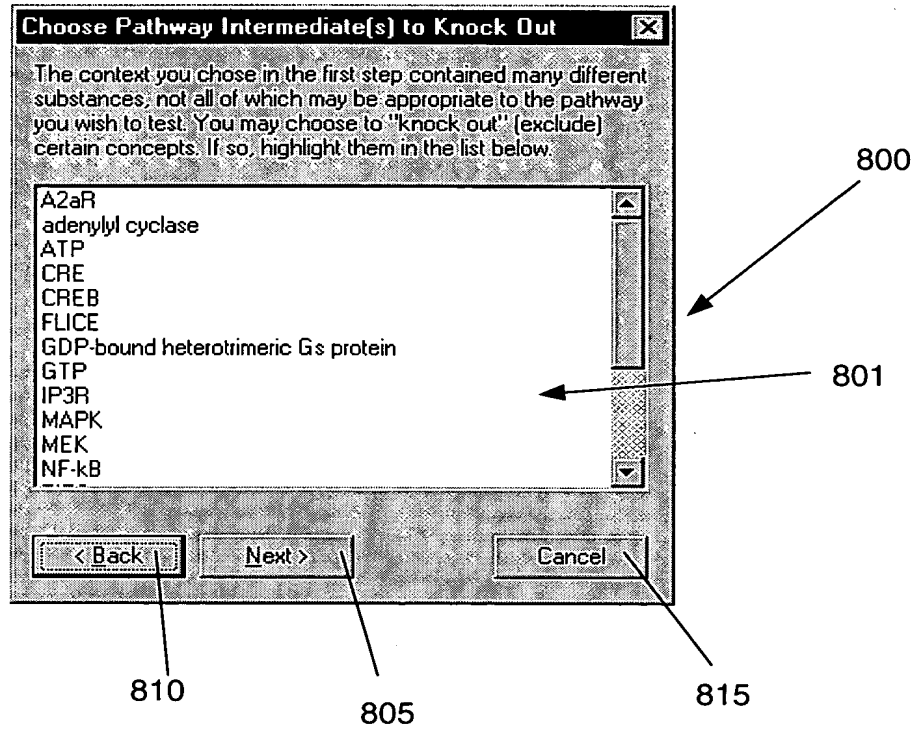 Choose Pathway Intermediate(s) to Knock Out
The context you chose in the first step contained many different
substances, not all of which may be appropriate to the pathway
you wish to test. You may choose to "knock out" (exclude)
certain concepts. If so, highlight them in the list below.
800
A2aR
adenylyl cyclase
ATP
CRE
CREB
FLICE
GDP-bound heterotrimeric Gs protein
GTP
IP3R
801
MAPK
MEK
NF-kB
< Back
Next >
Cancel
810
805
815